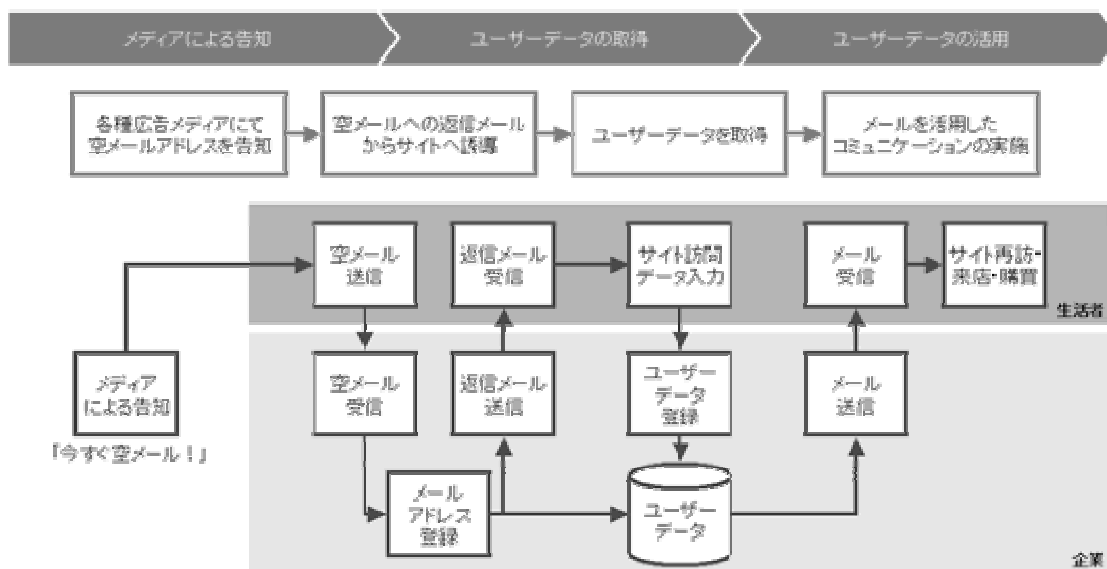 メディアによる告知
ユーザーデータの取得
ユーザーデータの活用
各種広告メディアにて
空メールアドレスを告知
空メールへの返信メール
からサイトへ誘導
ユーザーデータを取得
メールを活用した
コミュニケーションの実施
空メール
送信
返信メール
受信
サイト訪問
データ入力
メール
受信
サイト再訪・
来店・購買
生活者
メディア
による告知
「今すぐ空メール！」
空メール
受信
返信メール
送信
ユーザー
データ
登録
メール
送信
メール
アドレス
登録
ユーザー
データ
企業